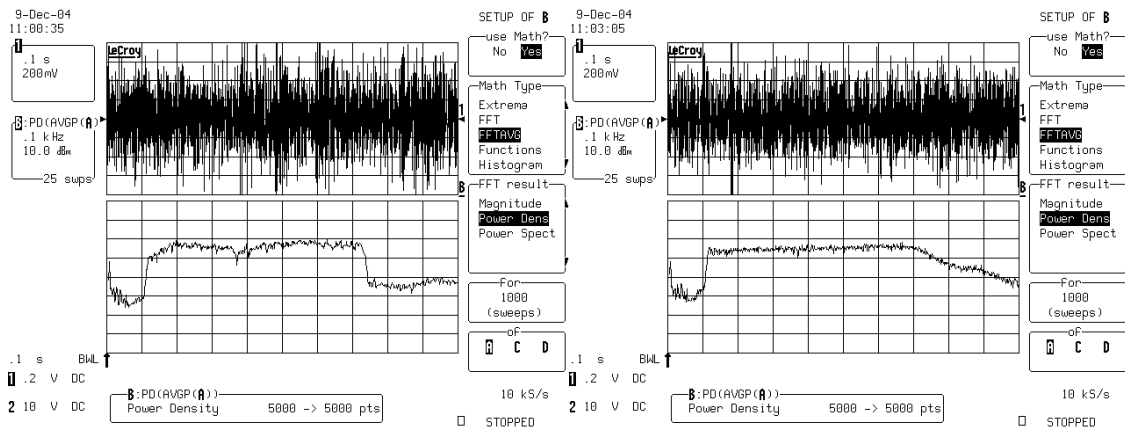 9-Dec-04
11:00:35
1
.1 s
200mV
B:PD(AVGP(A)
.1 kHz
10.0 dBm
25 swps
LeCroy
1
B
SETUP OF B
use Math?
No Yes
Math Type
Extrema
FFT
FFTAVG
Functions
Histogram
FFT result
Magnitude
Power Dens
Power Spect
For
1000
(sweeps)
of
A C D
.1 s BWL
1 .2 V DC
2 10 V DC
B:PD(AVGP(A))
Power Density 5000 -> 5000 pts
10 kS/s
STOPPED
9-Dec-04
11:03:05
1
.1 s
200mV
B:PD(AVGP(A)
.1 kHz
10.0 dBm
25 swps
LeCroy
1
B
SETUP OF B
use Math?
No Yes
Math Type
Extrema
FFT
FFTAVG
Functions
Histogram
FFT result
Magnitude
Power Dens
Power Spect
For
1000
(sweeps)
of
A C D
.1 s BWL
1 .2 V DC
2 10 V DC
B:PD(AVGP(A))
Power Density 5000 -> 5000 pts
10 kS/s
STOPPED